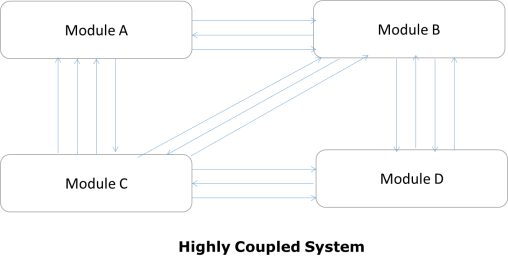 Module A
Module B
Module C
Module D
Highly Coupled System